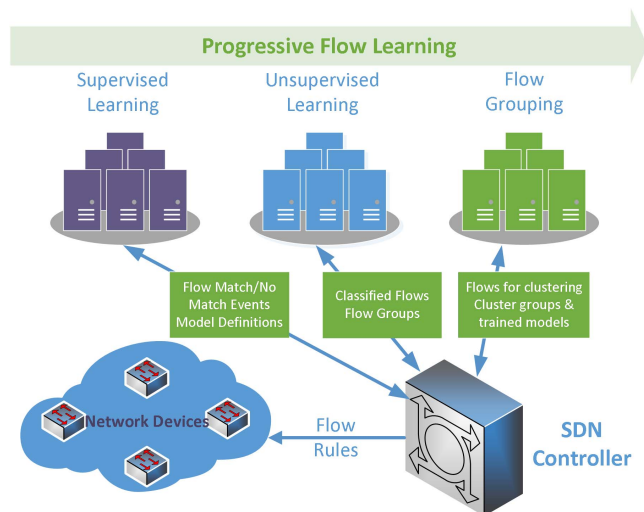 Progressive Flow Learning
Supervised
Learning
Unsupervised
Learning
Flow
Grouping
Flow Match/No
Match Events
Model Definitions
Classified Flows
Flow Groups
Flows for clustering
Cluster groups &
trained models
Network Devices
Flow
Rules
SDN
Controller